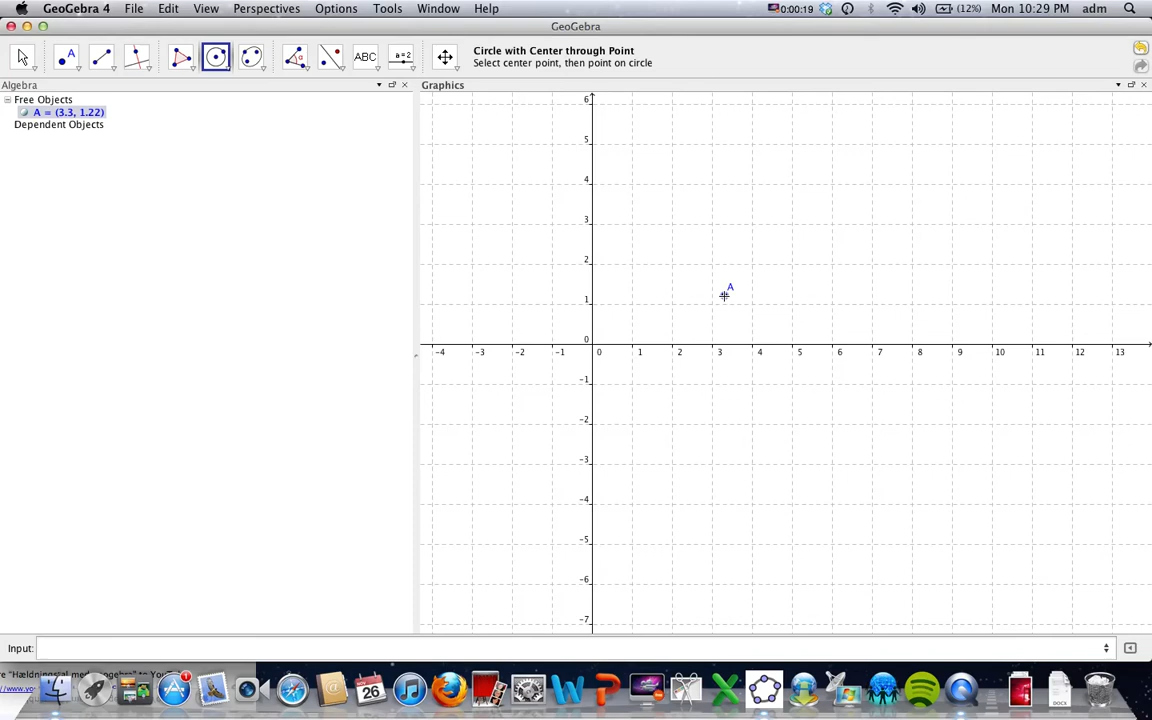 GeoGebra 4 File Edit View Perspectives Options Tools Window Help 0:00:19 (12%) Mon 10:29 PM adm
GeoGebra
A ABC a=2
Circle with Center through Point
Select center point, then point on circle
Algebra
Graphics
Free Objects
A = (3.3, 1.22)
Dependent Objects
6
5
4
3
2
1
0
-1
-2
-3
-4
-5
-6
-7
A
-4 -3 -2 -1 0 1 2 3 4 5 6 7 8 9 10 11 12 13
Input:
26
1
DOCX